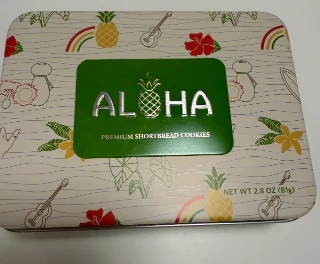 ALOHA
PREMIUM SHORTBREAD COOKIES
NET WT 2.8 OZ (81g)